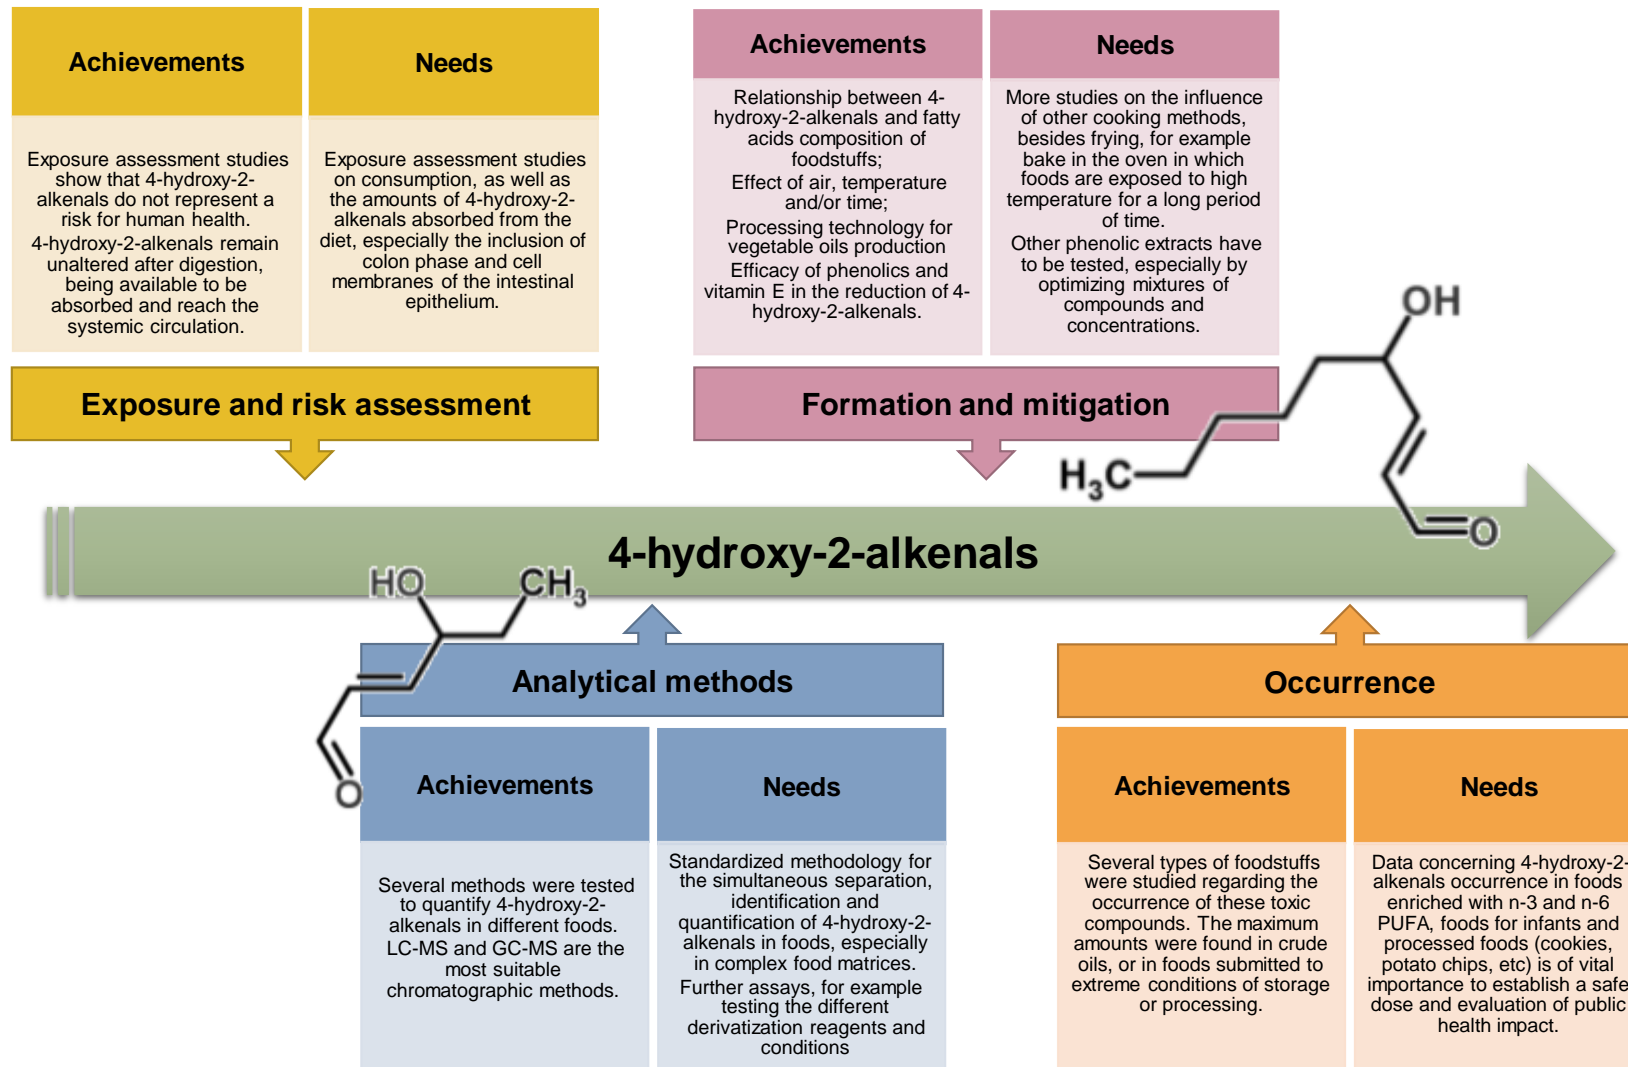 Achievements
Needs
Exposure assessment studies
show that 4-hydroxy-2-
alkenals do not represent a
risk for human health.
4-hydroxy-2-alkenals remain
unaltered after digestion,
being available to be
absorbed and reach the
systemic circulation.
Exposure assessment studies
on consumption, as well as
the amounts of 4-hydroxy-2-
alkenals absorbed from the
diet, especially the inclusion of
colon phase and cell
membranes of the intestinal
epithelium.
Exposure and risk assessment
Achievements
Needs
Relationship between 4-
hydroxy-2-alkenals and fatty
acids composition of
foodstuffs;
Effect of air, temperature
and/or time;
Processing technology for
vegetable oils production
Efficacy of phenolics and
vitamin E in the reduction of 4-
hydroxy-2-alkenals.
More studies on the influence
of other cooking methods,
besides frying, for example
bake in the oven in which
foods are exposed to high
temperature for a long period
of time.
Other phenolic extracts have
to be tested, especially by
optimizing mixtures of
compounds and
concentrations.
Formation and mitigation
OH
H3C
O
4-hydroxy-2-alkenals
HO
CH3
O
Analytical methods
Achievements
Needs
Several methods were tested
to quantify 4-hydroxy-2-
alkenals in different foods.
LC-MS and GC-MS are the
most suitable
chromatographic methods.
Standardized methodology for
the simultaneous separation,
identification and
quantification of 4-hydroxy-2-
alkenals in foods, especially
in complex food matrices.
Further assays, for example
testing the different
derivatization reagents and
conditions
Occurrence
Achievements
Needs
Several types of foodstuffs
were studied regarding the
occurrence of these toxic
compounds. The maximum
amounts were found in crude
oils, or in foods submitted to
extreme conditions of storage
or processing.
Data concerning 4-hydroxy-2-
alkenals occurrence in foods
enriched with n-3 and n-6
PUFA, foods for infants and
processed foods (cookies,
potato chips, etc) is of vital
importance to establish a safe
dose and evaluation of public
health impact.